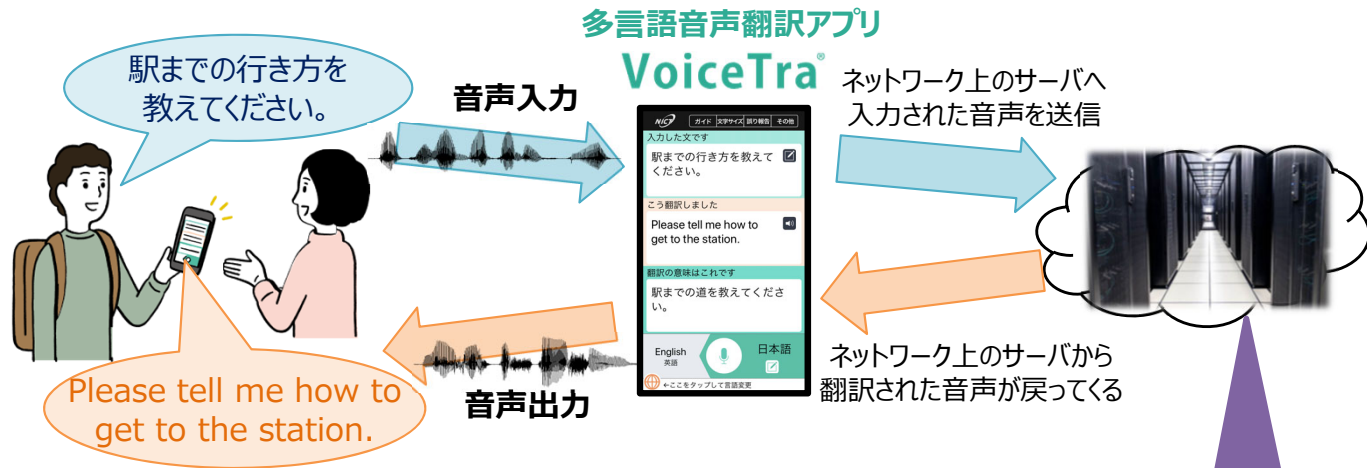 多言語音声翻訳アプリ
VoiceTra®
駅までの行き方を
教えてください。
音声入力
ネットワーク上のサーバへ
入力された音声を送信
NICT
ガイド 文字サイズ 誤り報告 その他
入力した文です
駅までの行き方を教えて
ください。
こう翻訳しました
Please tell me how to
get to the station.
翻訳の意味はこれです
駅までの道を教えてくださ
い。
English
英語
日本語
←ここをタップして言語変更
ネットワーク上のサーバから
翻訳された音声が戻ってくる
Please tell me how to
get to the station.
音声出力